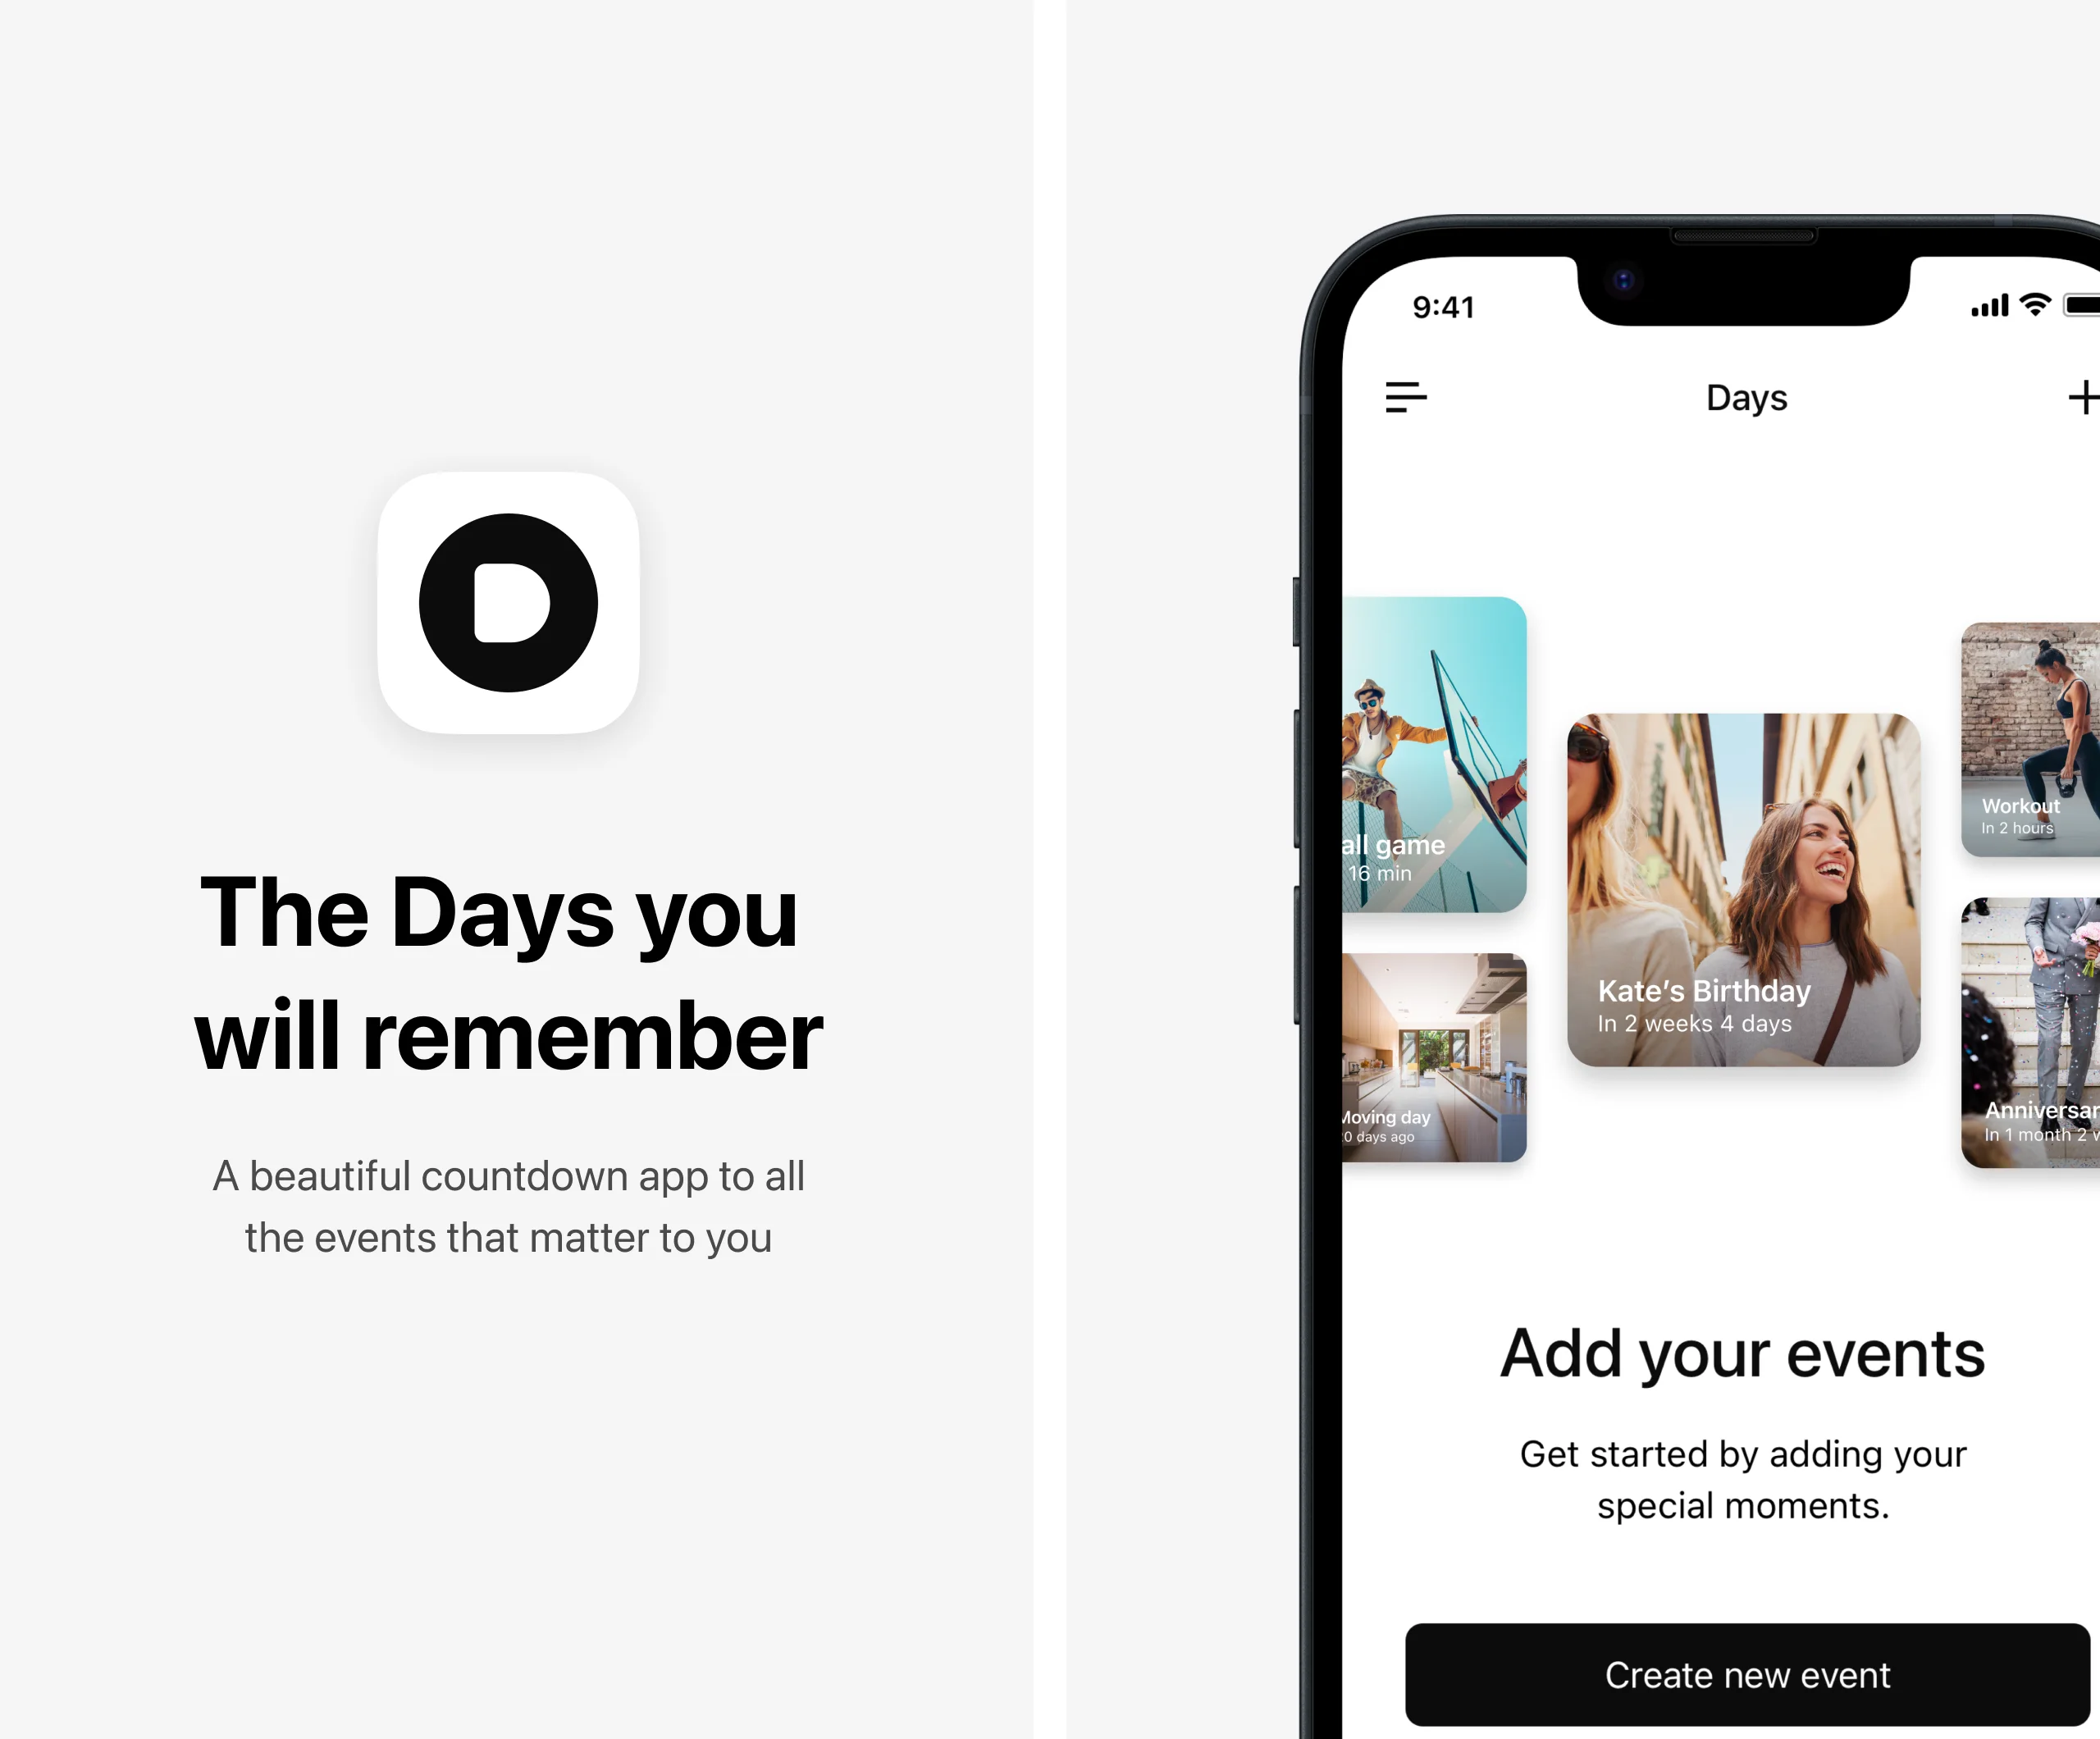 D
The Days you
will remember
A beautiful countdown app to all
the events that matter to you
9:41
Days
all game
16 min
Moving day
0 days ago
Kate's Birthday
In 2 weeks 4 days
Workout
In 2 hours
Anniversar
In 1 month 2 w
Add your events
Get started by adding your
special moments.
Create new event